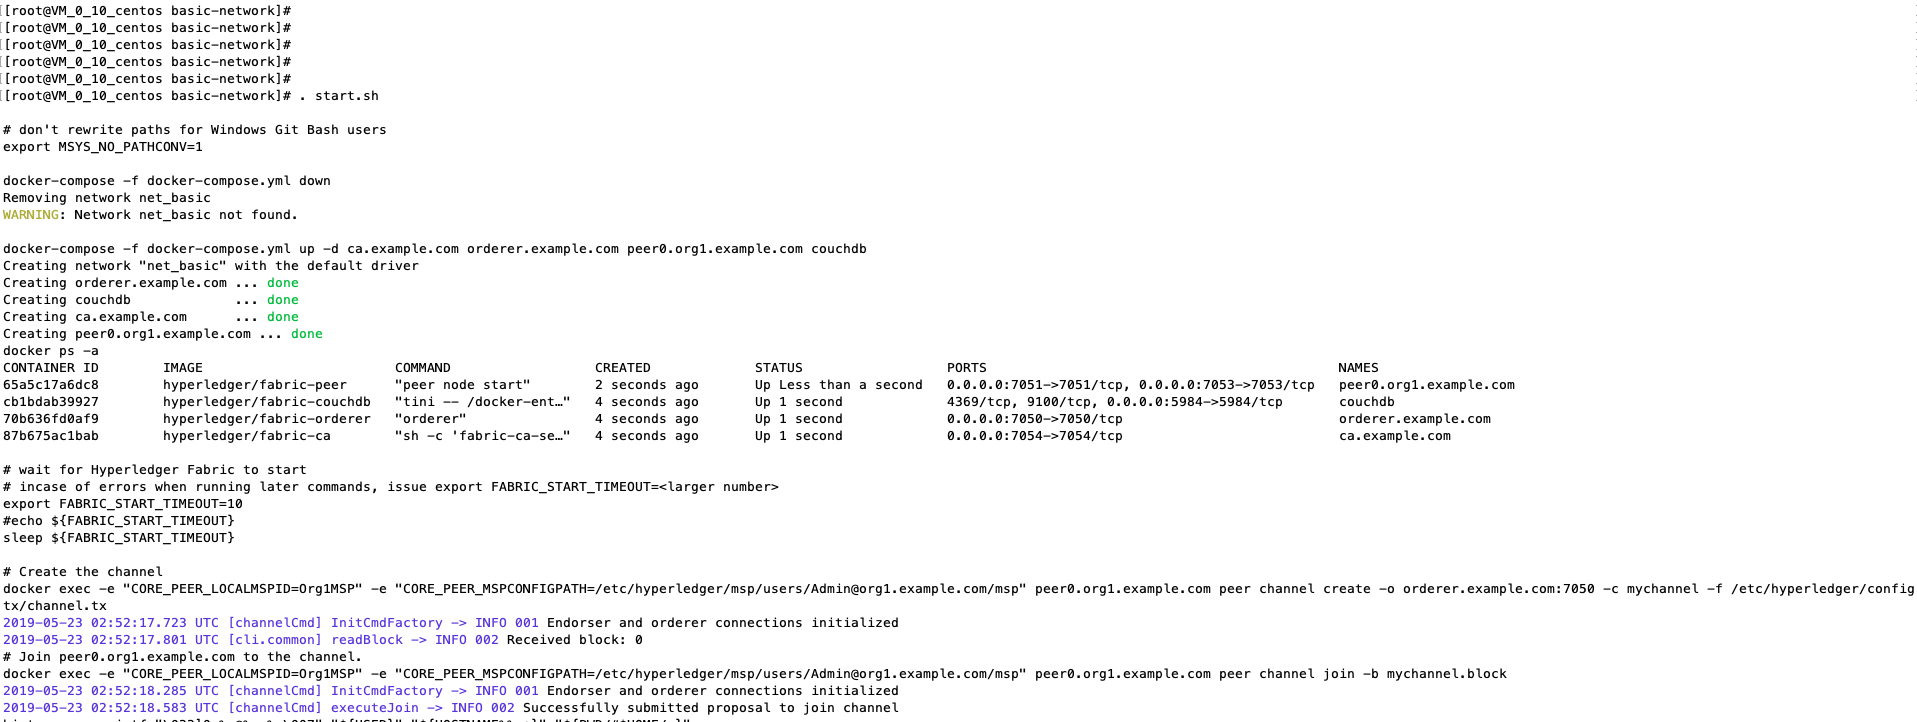 [[root@VM_0_10_centos basic-network]#
[[root@VM_0_10_centos basic-network]#
[[root@VM_0_10_centos basic-network]#
[[root@VM_0_10_centos basic-network]#
[[root@VM_0_10_centos basic-network]#
[[root@VM_0_10_centos basic-network]# . start.sh
# don't rewrite paths for Windows Git Bash users
export MSYS_NO_PATHCONV=1
docker-compose -f docker-compose.yml down
Removing network net_basic
WARNING: Network net_basic not found.
docker-compose -f docker-compose.yml up -d ca.example.com orderer.example.com peer0.org1.example.com couchdb
Creating network "net_basic" with the default driver
Creating orderer.example.com ... done
Creating couchdb             ... done
Creating ca.example.com      ... done
Creating peer0.org1.example.com ... done
docker ps -a
CONTAINER ID        IMAGE                        COMMAND                  CREATED             STATUS                  PORTS                                            NAMES
65a5c17a6dc8        hyperledger/fabric-peer      "peer node start"        2 seconds ago       Up Less than a second   0.0.0.0:7051->7051/tcp, 0.0.0.0:7053->7053/tcp   peer0.org1.example.com
cb1bdab39927        hyperledger/fabric-couchdb   "tini -- /docker-ent…"   4 seconds ago       Up 1 second             4369/tcp, 9100/tcp, 0.0.0.0:5984->5984/tcp       couchdb
70b636fd0af9        hyperledger/fabric-orderer   "orderer"                4 seconds ago       Up 1 second             0.0.0.0:7050->7050/tcp                           orderer.example.com
87b675ac1bab        hyperledger/fabric-ca        "sh -c 'fabric-ca-se…"   4 seconds ago       Up 1 second             0.0.0.0:7054->7054/tcp                           ca.example.com
# wait for Hyperledger Fabric to start
# incase of errors when running later commands, issue export FABRIC_START_TIMEOUT=<larger number>
export FABRIC_START_TIMEOUT=10
#echo ${FABRIC_START_TIMEOUT}
sleep ${FABRIC_START_TIMEOUT}
# Create the channel
docker exec -e "CORE_PEER_LOCALMSPID=Org1MSP" -e "CORE_PEER_MSPCONFIGPATH=/etc/hyperledger/msp/users/Admin@org1.example.com/msp" peer0.org1.example.com peer channel create -o orderer.example.com:7050 -c mychannel -f /etc/hyperledger/config
tx/channel.tx
2019-05-23 02:52:17.723 UTC [channelCmd] InitCmdFactory -> INFO 001 Endorser and orderer connections initialized
2019-05-23 02:52:17.801 UTC [cli.common] readBlock -> INFO 002 Received block: 0
# Join peer0.org1.example.com to the channel.
docker exec -e "CORE_PEER_LOCALMSPID=Org1MSP" -e "CORE_PEER_MSPCONFIGPATH=/etc/hyperledger/msp/users/Admin@org1.example.com/msp" peer0.org1.example.com peer channel join -b mychannel.block
2019-05-23 02:52:18.285 UTC [channelCmd] InitCmdFactory -> INFO 001 Endorser and orderer connections initialized
2019-05-23 02:52:18.583 UTC [channelCmd] executeJoin -> INFO 002 Successfully submitted proposal to join channel